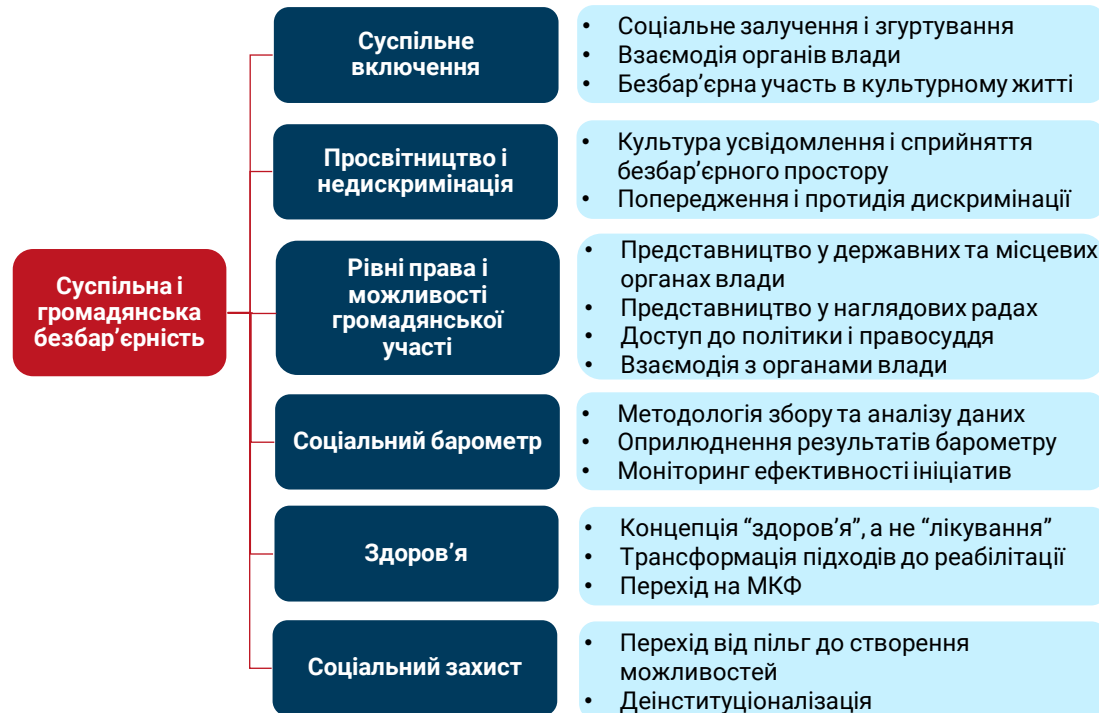 Суспільна і
громадянська
безбар’єрність
Суспільне
включення
• Соціальне залучення і згуртування
• Взаємодія органів влади
• Безбар’єрна участь в культурному житті
Просвітництво і
недискримінація
• Культура усвідомлення і сприйняття
безбар’єрного простору
• Попередження і протидія дискримінації
Рівні права і
можливості
громадянської
участі
• Представництво у державних та місцевих
органах влади
• Представництво у наглядових радах
• Доступ до політики і правосуддя
• Взаємодія з органами влади
Соціальний барометр
• Методологія збору та аналізу даних
• Оприлюднення результатів барометру
• Моніторинг ефективності ініціатив
Здоров’я
• Концепція “здоров’я”, а не “лікування”
• Трансформація підходів до реабілітації
• Перехід на МКФ
Соціальний захист
• Перехід від пільг до створення
можливостей
• Деінституціоналізація